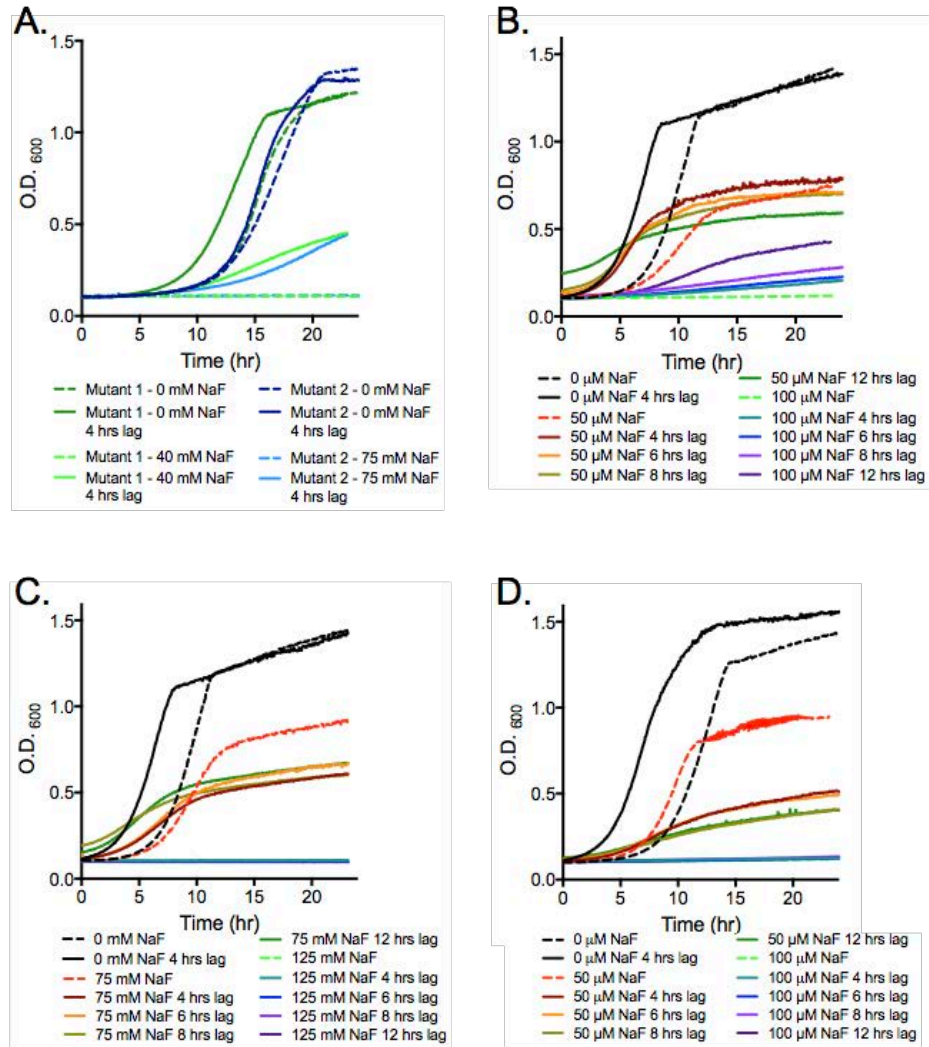 A.
1.5
1.0
0.5
0.0
O.D. 600
0 5 10 15 20
Time (hr)
Mutant 1 - 0 mM NaF
Mutant 1 - 0 mM NaF
4 hrs lag
Mutant 1 - 40 mM NaF
Mutant 1 - 40 mM NaF
4 hrs lag
Mutant 2 - 0 mM NaF
Mutant 2 - 0 mM NaF
4 hrs lag
Mutant 2 - 75 mM NaF
Mutant 2 - 75 mM NaF
4 hrs lag
B.
1.5
1.0
0.5
0.0
O.D. 600
0 5 10 15 20
Time (hr)
0 μM NaF
0 μM NaF 4 hrs lag
50 μM NaF
50 μM NaF 4 hrs lag
50 μM NaF 6 hrs lag
50 μM NaF 8 hrs lag
50 μM NaF 12 hrs lag
100 μM NaF
100 μM NaF 4 hrs lag
100 μM NaF 6 hrs lag
100 μM NaF 8 hrs lag
100 μM NaF 12 hrs lag
C.
1.5
1.0
0.5
0.0
O.D. 600
0 5 10 15 20
Time (hr)
0 mM NaF
0 mM NaF 4 hrs lag
75 mM NaF
75 mM NaF 4 hrs lag
75 mM NaF 6 hrs lag
75 mM NaF 8 hrs lag
75 mM NaF 12 hrs lag
125 mM NaF
125 mM NaF 4 hrs lag
125 mM NaF 6 hrs lag
125 mM NaF 8 hrs lag
125 mM NaF 12 hrs lag
D.
1.5
1.0
0.5
0.0
O.D. 600
0 5 10 15 20
Time (hr)
0 μM NaF
0 μM NaF 4 hrs lag
50 μM NaF
50 μM NaF 4 hrs lag
50 μM NaF 6 hrs lag
50 μM NaF 8 hrs lag
50 μM NaF 12 hrs lag
100 μM NaF
100 μM NaF 4 hrs lag
100 μM NaF 6 hrs lag
100 μM NaF 8 hrs lag
100 μM NaF 12 hrs lag